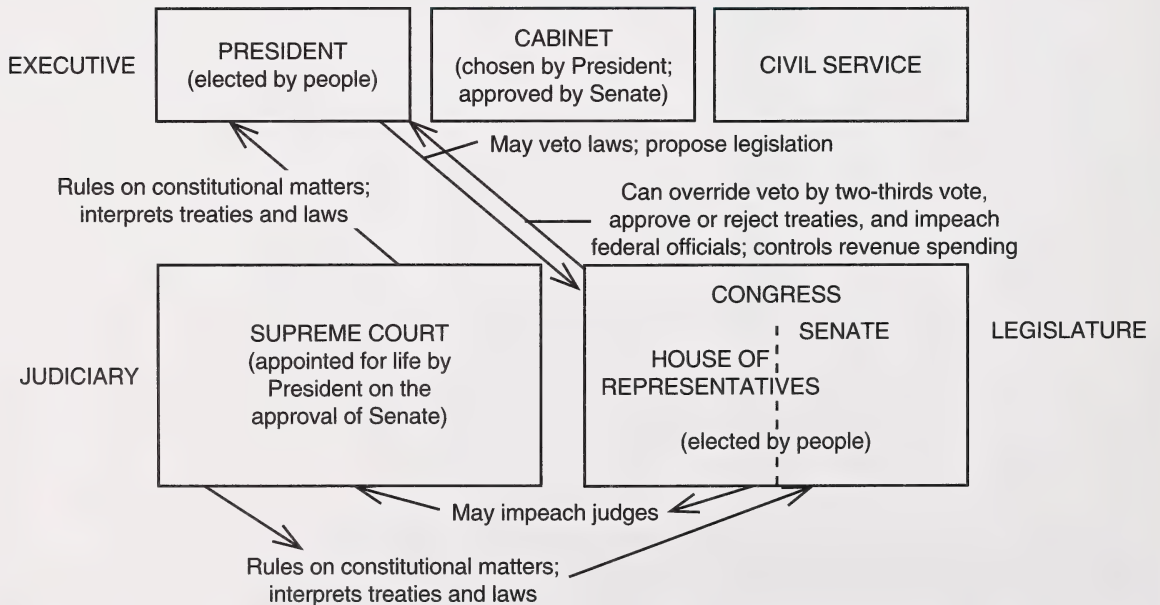 EXECUTIVE
PRESIDENT
(elected by people)
CABINET
(chosen by President;
approved by Senate)
CIVIL SERVICE
May veto laws; propose legislation
Rules on constitutional matters;
interprets treaties and laws
Can override veto by two-thirds vote,
approve or reject treaties, and impeach
federal officials; controls revenue spending
JUDICIARY
SUPREME COURT
(appointed for life by
President on the
approval of Senate)
CONGRESS
HOUSE OF
REPRESENTATIVES
SENATE
(elected by people)
LEGISLATURE
May impeach judges
Rules on constitutional matters;
interprets treaties and laws